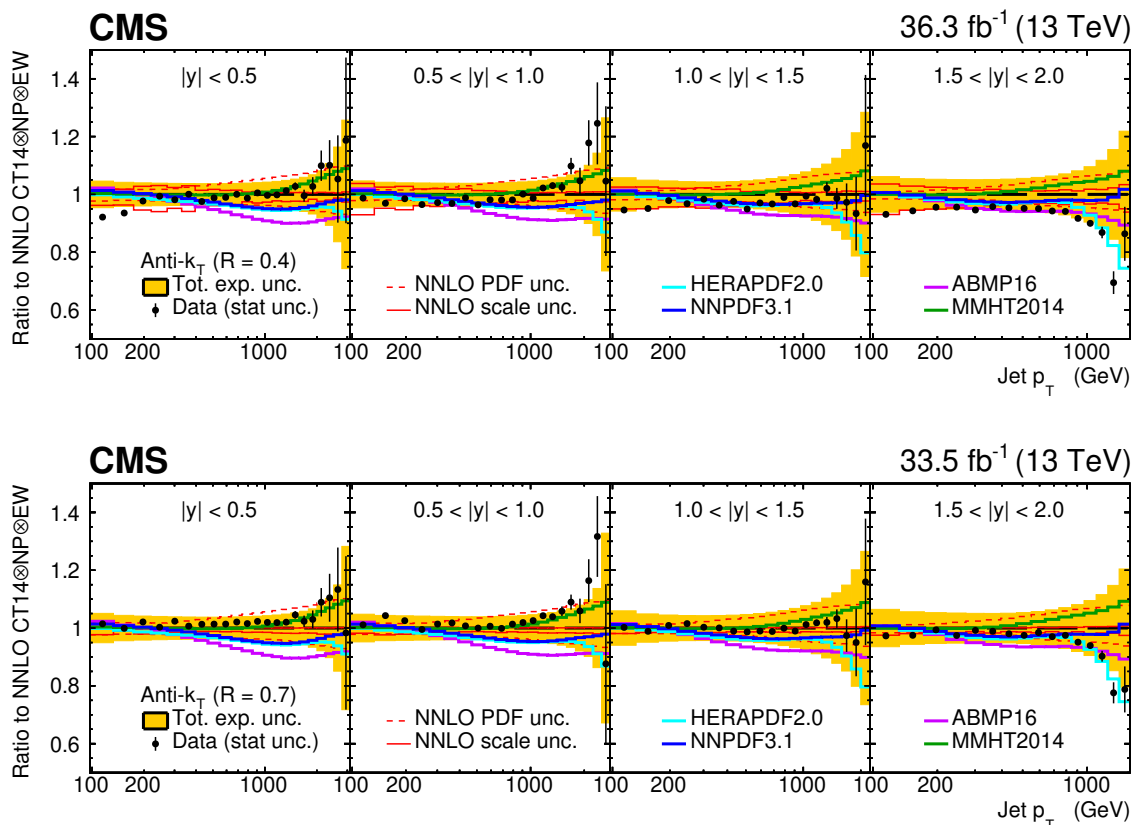 CMS 36.3 fb⁻¹ (13 TeV)
Ratio to NNLO CT14⊗NP⊗EW
1.4
1.2
1
0.8
0.6
|y| < 0.5
0.5 < |y| < 1.0
1.0 < |y| < 1.5
1.5 < |y| < 2.0
Anti-k_T (R = 0.4)
Tot. exp. unc.
Data (stat unc.)
NNLO PDF unc.
NNLO scale unc.
HERAPDF2.0
NNPDF3.1
ABMP16
MMHT2014
100 200 1000 100 200 1000 100 200 1000 100 200 1000
Jet p_T (GeV)
CMS 33.5 fb⁻¹ (13 TeV)
Ratio to NNLO CT14⊗NP⊗EW
1.4
1.2
1
0.8
0.6
|y| < 0.5
0.5 < |y| < 1.0
1.0 < |y| < 1.5
1.5 < |y| < 2.0
Anti-k_T (R = 0.7)
Tot. exp. unc.
Data (stat unc.)
NNLO PDF unc.
NNLO scale unc.
HERAPDF2.0
NNPDF3.1
ABMP16
MMHT2014
100 200 1000 100 200 1000 100 200 1000 100 200 1000
Jet p_T (GeV)